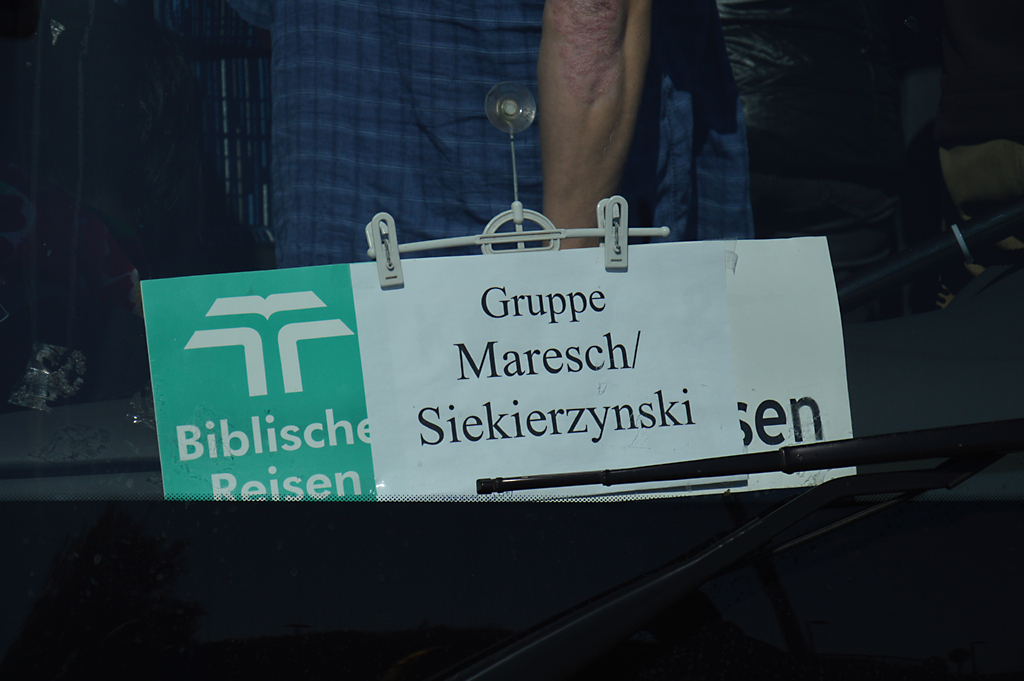 Gruppe
Maresch/
Siekierzynski
Biblische
Reisen
sen